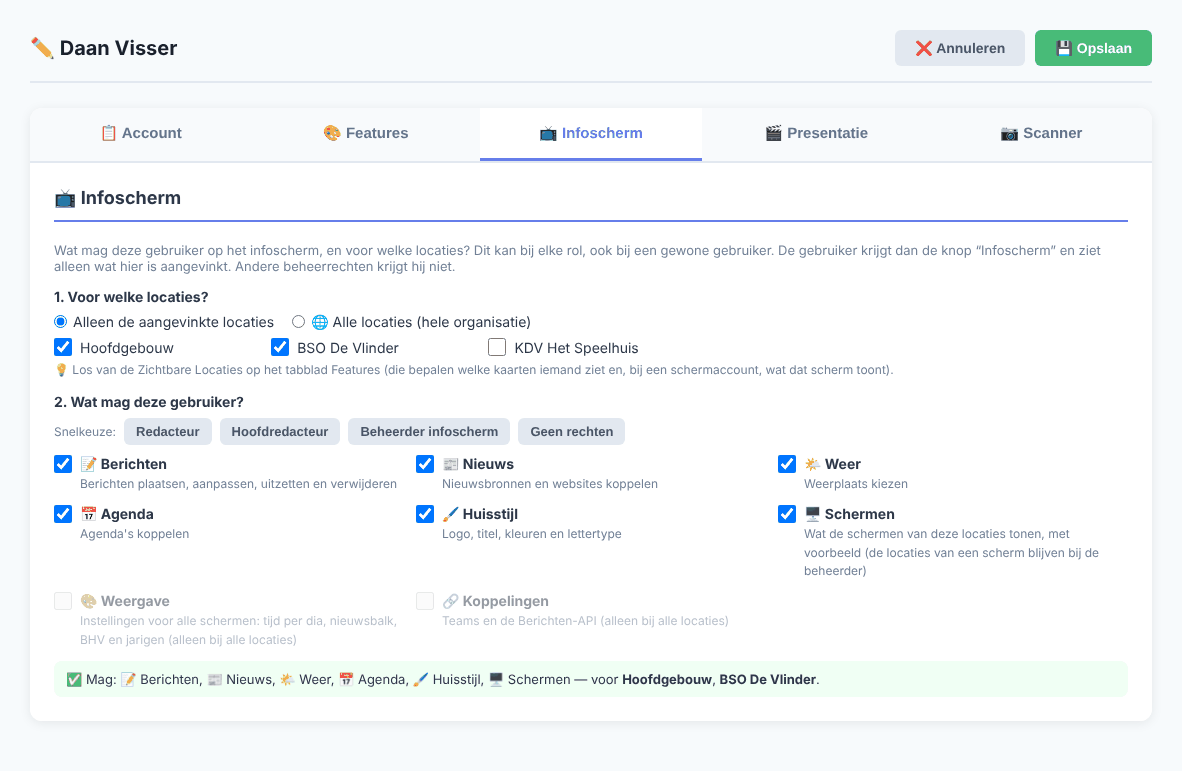 ✏️ Daan Visser
❌ Annuleren
💾 Opslaan
📋 Account
🎨 Features
📺 Infoscherm
🎬 Presentatie
📷 Scanner
📺 Infoscherm
Wat mag deze gebruiker op het infoscherm, en voor welke locaties? Dit kan bij elke rol, ook bij een gewone gebruiker. De gebruiker krijgt dan de knop “Infoscherm” en ziet
alleen wat hier is aangevinkt. Andere beheerrechten krijgt hij niet.
1. Voor welke locaties?
Alleen de aangevinkte locaties
🌐 Alle locaties (hele organisatie)
Hoofdgebouw
BSO De Vlinder
KDV Het Speelhuis
💡 Los van de Zichtbare Locaties op het tabblad Features (die bepalen welke kaarten iemand ziet en, bij een schermaccount, wat dat scherm toont).
2. Wat mag deze gebruiker?
Snelkeuze:
Redacteur
Hoofdredacteur
Beheerder infoscherm
Geen rechten
📝 Berichten
Berichten plaatsen, aanpassen, uitzetten en verwijderen
📰 Nieuws
Nieuwsbronnen en websites koppelen
🌤️ Weer
Weerplaats kiezen
📅 Agenda
Agenda's koppelen
🖌️ Huisstijl
Logo, titel, kleuren en lettertype
🖥️ Schermen
Wat de schermen van deze locaties tonen, met
voorbeeld (de locaties van een scherm blijven bij de
beheerder)
🎨 Weergave
Instellingen voor alle schermen: tijd per dia, nieuwsbalk,
BHV en jarigen (alleen bij alle locaties)
🔗 Koppelingen
Teams en de Berichten-API (alleen bij alle locaties)
✅ Mag: 📝 Berichten, 📰 Nieuws, 🌤️ Weer, 📅 Agenda, 🖌️ Huisstijl, 🖥️ Schermen — voor Hoofdgebouw, BSO De Vlinder.